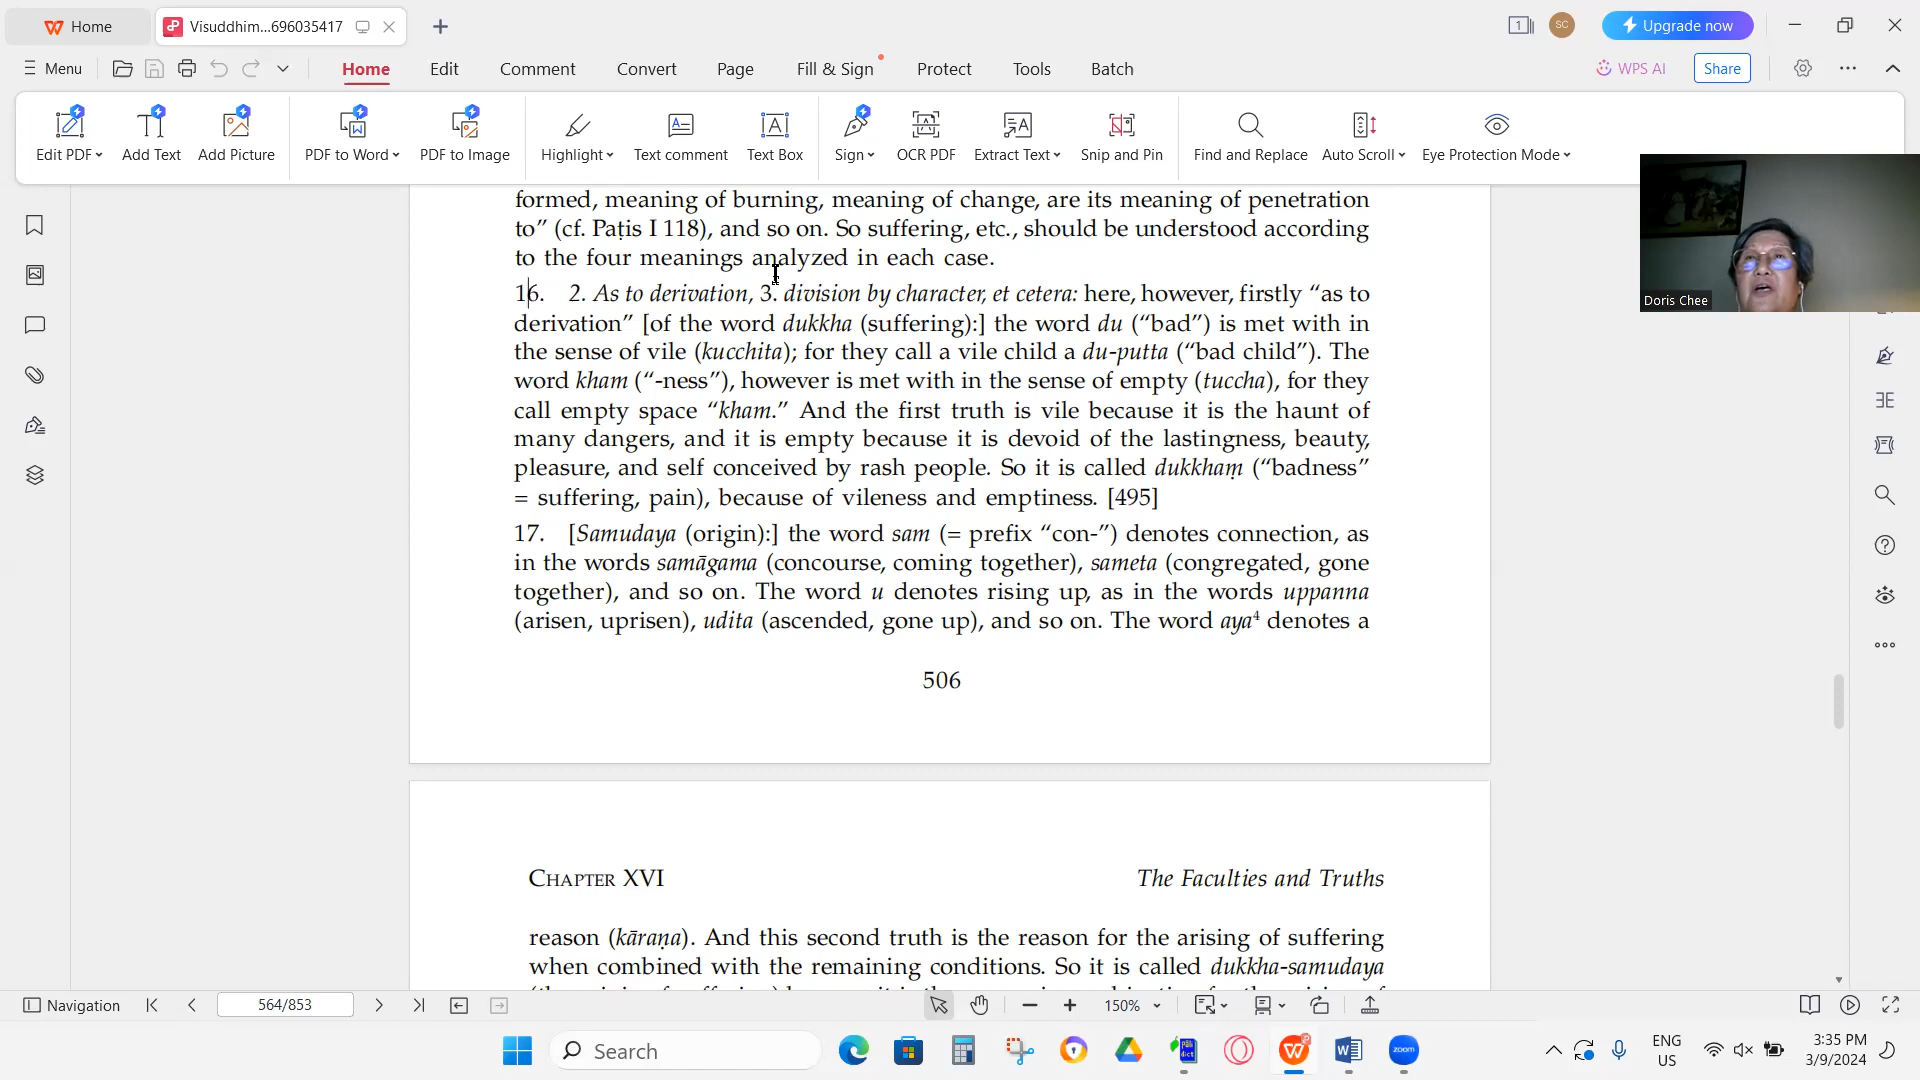 Home
Visuddhim...696035417
1
SC
Upgrade now
Menu
Home
Edit
Comment
Convert
Page
Fill & Sign
Protect
Tools
Batch
WPS AI
Share
Edit PDF
Add Text
Add Picture
PDF to Word
PDF to Image
Highlight
Text comment
Text Box
Sign
OCR PDF
Extract Text
Snip and Pin
Find and Replace
Auto Scroll
Eye Protection Mode
Doris Chee
formed, meaning of burning, meaning of change, are its meaning of penetration
to” (cf. Paṭis I 118), and so on. So suffering, etc., should be understood according
to the four meanings analyzed in each case.
16. 2. As to derivation, 3. division by character, et cetera: here, however, firstly “as to
derivation” [of the word dukkha (suffering):] the word du (“bad”) is met with in
the sense of vile (kucchita); for they call a vile child a du-putta (“bad child”). The
word kham (“-ness”), however is met with in the sense of empty (tuccha), for they
call empty space “kham.” And the first truth is vile because it is the haunt of
many dangers, and it is empty because it is devoid of the lastingness, beauty,
pleasure, and self conceived by rash people. So it is called dukkhaṃ (“badness”
= suffering, pain), because of vileness and emptiness. [495]
17. [Samudaya (origin):] the word sam (= prefix “con-”) denotes connection, as
in the words samāgama (concourse, coming together), sameta (congregated, gone
together), and so on. The word u denotes rising up, as in the words uppanna
(arisen, uprisen), udita (ascended, gone up), and so on. The word aya4 denotes a
506
CHAPTER XVI
The Faculties and Truths
reason (kāraṇa). And this second truth is the reason for the arising of suffering
when combined with the remaining conditions. So it is called dukkha-samudaya
Navigation
564/853
150%
Search
zoom
ENG
US
3:35 PM
3/9/2024